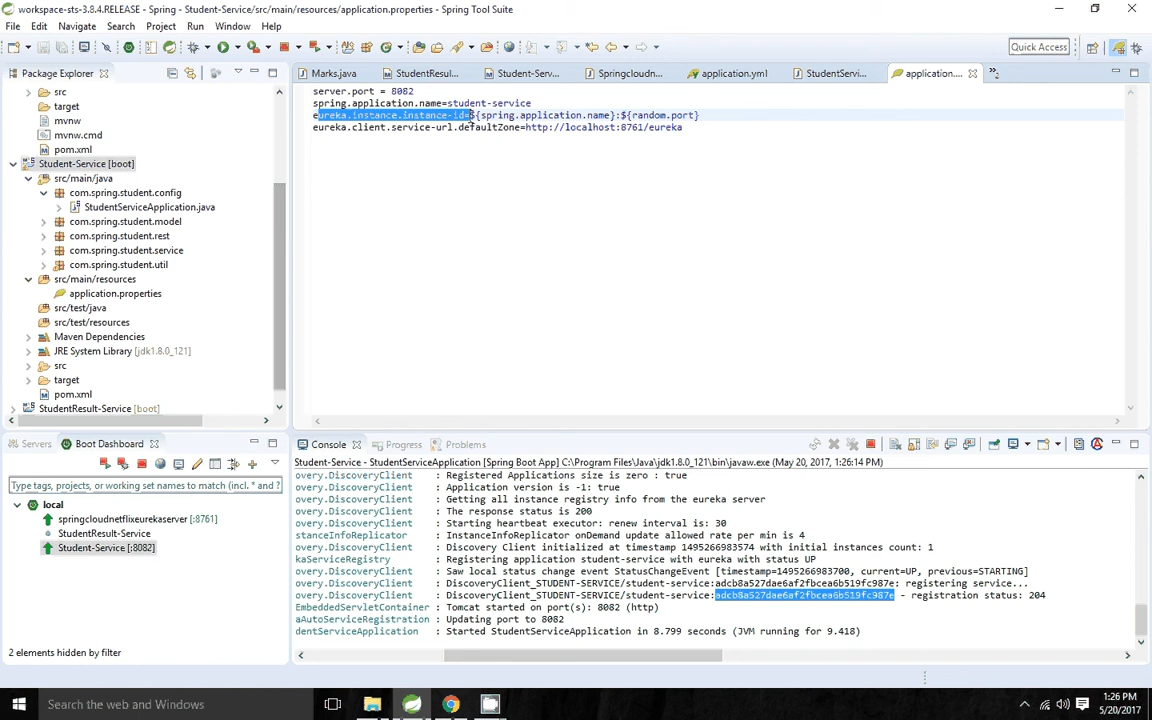 workspace-sts-3.8.4.RELEASE - Spring - Student-Service/src/main/resources/application.properties - Spring Tool Suite
File Edit Navigate Search Project Run Window Help
Quick Access
Package Explorer
Marks.java StudentResul... Student-Serv... Springcloudn... application.yml StudentServi... application....
src
target
mvnw
mvnw.cmd
pom.xml
Student-Service [boot]
src/main/java
com.spring.student.config
StudentServiceApplication.java
com.spring.student.model
com.spring.student.rest
com.spring.student.service
com.spring.student.util
src/main/resources
application.properties
src/test/java
src/test/resources
Maven Dependencies
JRE System Library [jdk1.8.0_121]
src
target
pom.xml
StudentResult-Service [boot]
server.port = 8082
spring.application.name=student-service
eureka.instance.instance-id=${spring.application.name}:${random.port}
eureka.client.service-url.defaultZone=http://localhost:8761/eureka
Servers Boot Dashboard
Type tags, projects, or working set names to match (incl. * and ?
local
springcloudnetflixeurekaserver [:8761]
StudentResult-Service
Student-Service [:8082]
2 elements hidden by filter
Console Progress Problems
Student-Service - StudentServiceApplication [Spring Boot App] C:\Program Files\Java\jdk1.8.0_121\bin\javaw.exe (May 20, 2017, 1:26:14 PM)
overy.DiscoveryClient : Registered Applications size is zero : true
overy.DiscoveryClient : Application version is -1: true
overy.DiscoveryClient : Getting all instance registry info from the eureka server
overy.DiscoveryClient : The response status is 200
overy.DiscoveryClient : Starting heartbeat executor: renew interval is: 30
stanceInfoReplicator : InstanceInfoReplicator onDemand update allowed rate per min is 4
overy.DiscoveryClient : Discovery Client initialized at timestamp 1495266983574 with initial instances count: 1
kaServiceRegistry : Registering application student-service with eureka with status UP
overy.DiscoveryClient : Saw local status change event StatusChangeEvent [timestamp=1495266983700, current=UP, previous=STARTING]
overy.DiscoveryClient : DiscoveryClient_STUDENT-SERVICE/student-service:adcb8a527dae6af2fbcea6b519fc987e: registering service...
overy.DiscoveryClient : DiscoveryClient_STUDENT-SERVICE/student-service:adcb8a527dae6af2fbcea6b519fc987e - registration status: 204
EmbeddedServletContainer : Tomcat started on port(s): 8082 (http)
aAutoServiceRegistration : Updating port to 8082
dentServiceApplication : Started StudentServiceApplication in 8.799 seconds (JVM running for 9.418)
Search the web and Windows
1:26 PM
5/20/2017